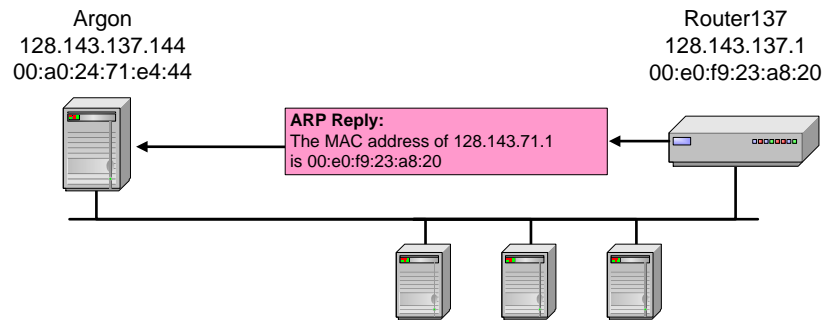 Argon
128.143.137.144
00:a0:24:71:e4:44
Router137
128.143.137.1
00:e0:f9:23:a8:20
ARP Reply:
The MAC address of 128.143.71.1
is 00:e0:f9:23:a8:20